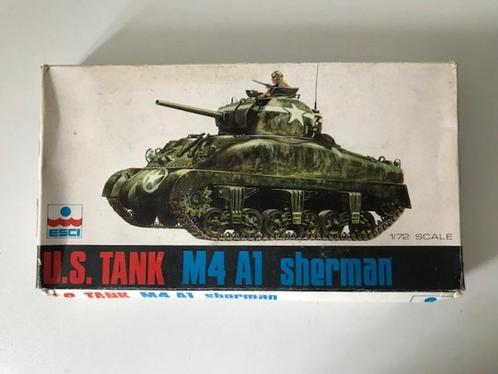 1/72 SCALE
ESCI
U.S. TANK M4 A1 sherman
U.S. TANK M4 A1 sherman